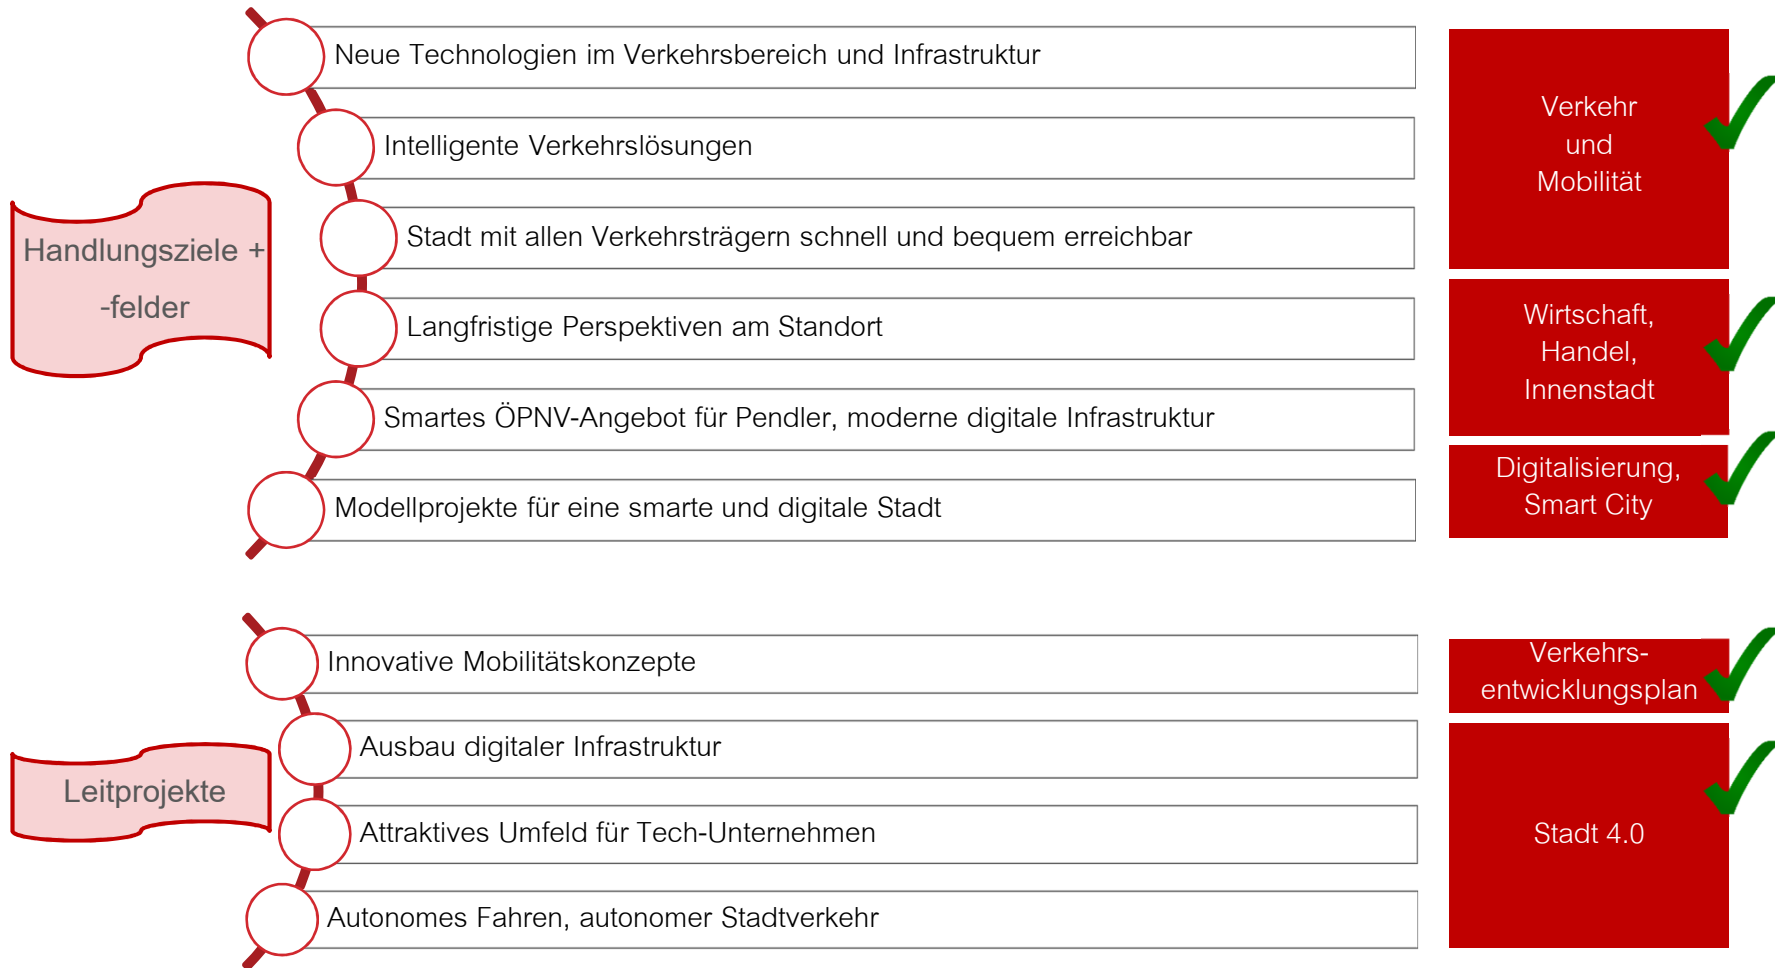 Handlungsziele +
-felder
Neue Technologien im Verkehrsbereich und Infrastruktur
Intelligente Verkehrslösungen
Stadt mit allen Verkehrsträgern schnell und bequem erreichbar
Langfristige Perspektiven am Standort
Smartes ÖPNV-Angebot für Pendler, moderne digitale Infrastruktur
Modellprojekte für eine smarte und digitale Stadt
Verkehr
und
Mobilität
Wirtschaft,
Handel,
Innenstadt
Digitalisierung,
Smart City
Leitprojekte
Innovative Mobilitätskonzepte
Ausbau digitaler Infrastruktur
Attraktives Umfeld für Tech-Unternehmen
Autonomes Fahren, autonomer Stadtverkehr
Verkehrs-
entwicklungsplan
Stadt 4.0